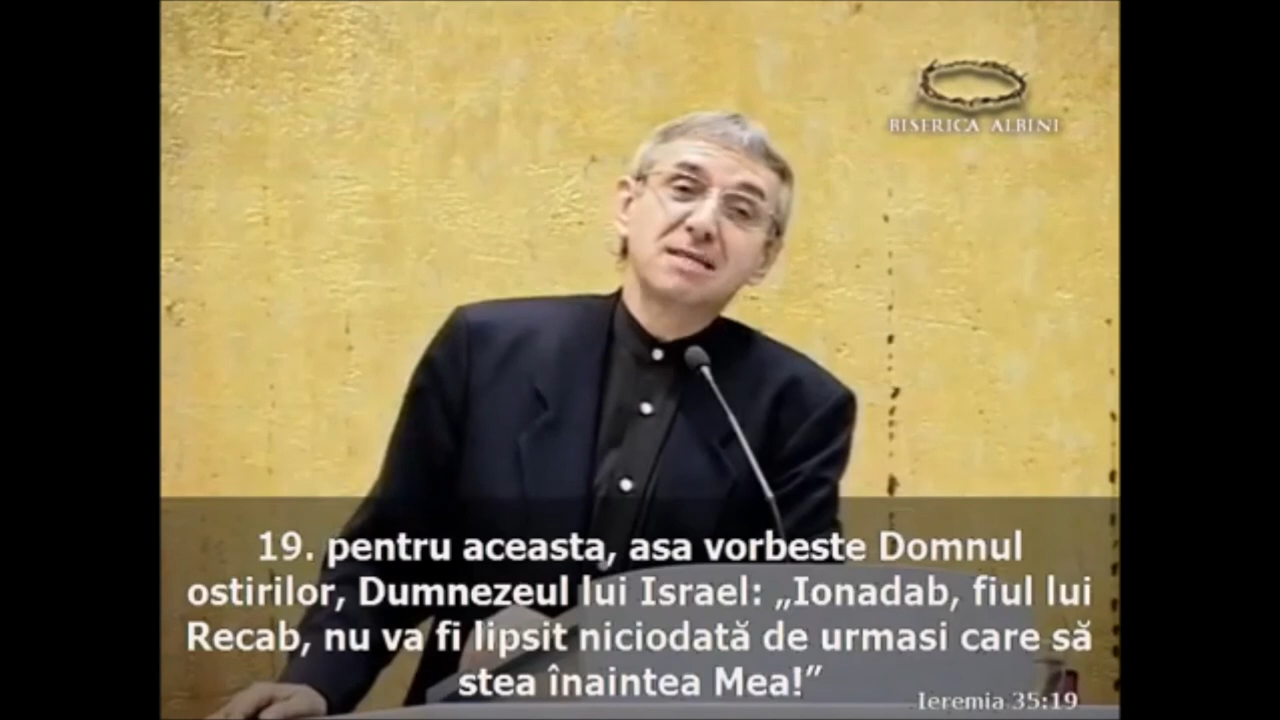 BISERICA ALBINI
19. pentru aceasta, asa vorbeste Domnul
ostirilor, Dumnezeul lui Israel: „Ionadab, fiul lui
Recab, nu va fi lipsit niciodată de urmasi care să
stea înaintea Mea!”
Ieremia 35:19